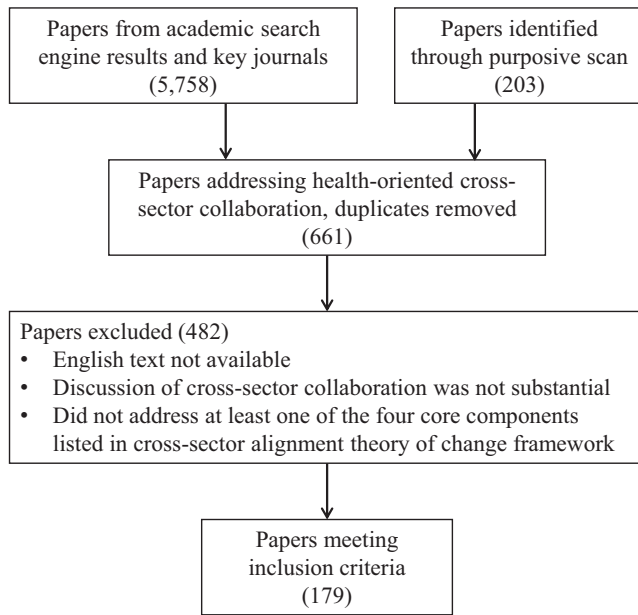 Papers from academic search
engine results and key journals
(5,758)
Papers identified
through purposive scan
(203)
Papers addressing health-oriented cross-
sector collaboration, duplicates removed
(661)
Papers excluded (482)
• English text not available
• Discussion of cross-sector collaboration was not substantial
• Did not address at least one of the four core components
listed in cross-sector alignment theory of change framework
Papers meeting
inclusion criteria
(179)